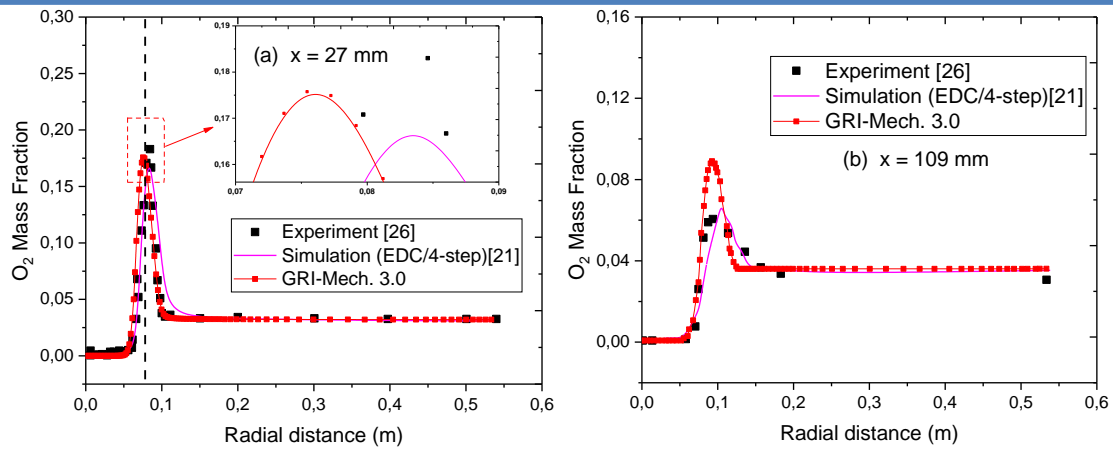 0,30
0,25
0,20
0,15
0,10
0,05
0,00
O2 Mass Fraction
0,0 0,1 0,2 0,3 0,4 0,5 0,6
Radial distance (m)
0,19
0,18
0,17
0,16
0,07 0,08 0,09
(a) x = 27 mm
Experiment [26]
Simulation (EDC/4-step)[21]
GRI-Mech. 3.0
0,16
0,12
0,08
0,04
0,00
O2 Mass Fraction
0,0 0,1 0,2 0,3 0,4 0,5 0,6
Radial distance (m)
Experiment [26]
Simulation (EDC/4-step)[21]
GRI-Mech. 3.0
(b) x = 109 mm